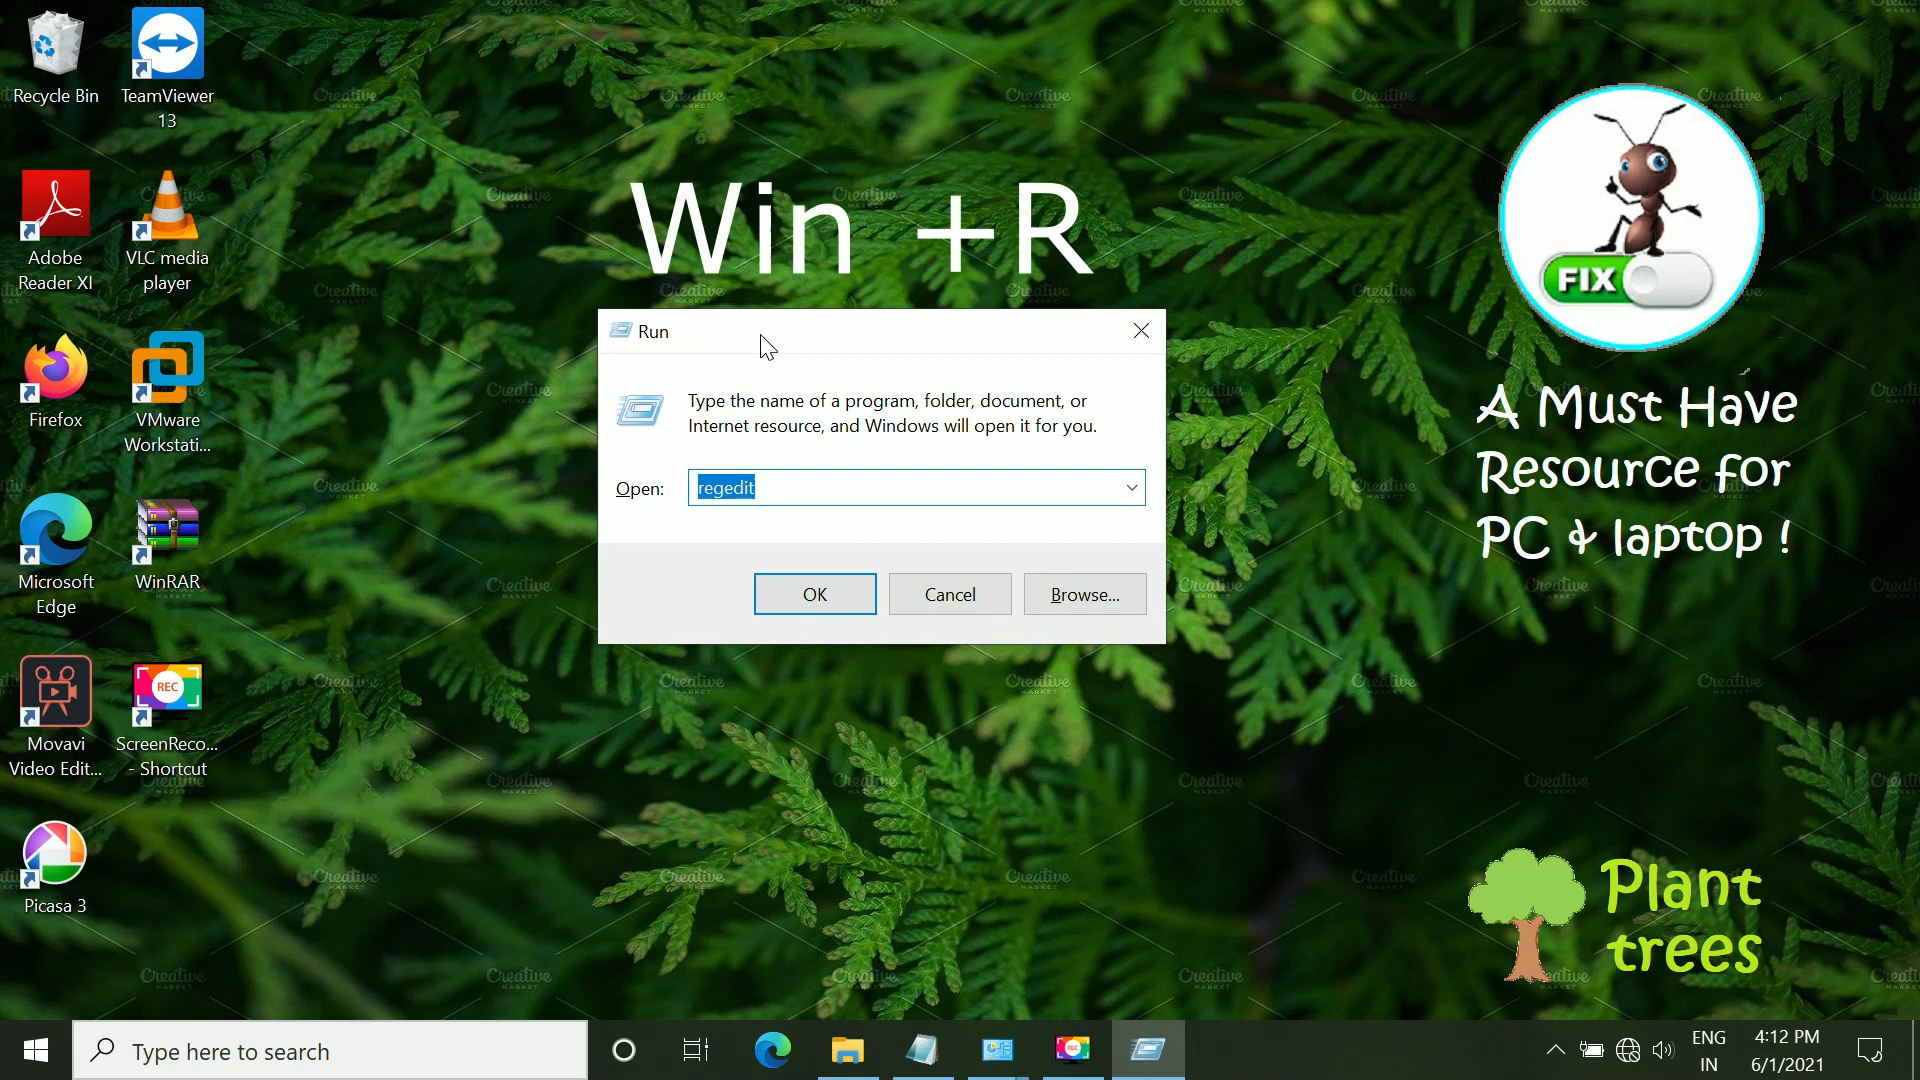 Recycle Bin
TeamViewer
13
Adobe
Reader XI
VLC media
player
Firefox
VMware
Workstati...
Microsoft
Edge
WinRAR
Movavi
Video Edit...
REC
ScreenReco...
- Shortcut
Picasa 3
Win +R
Run
Type the name of a program, folder, document, or
Internet resource, and Windows will open it for you.
Open:
regedit
OK
Cancel
Browse...
FIX
A Must Have
Resource for
PC & laptop !
Plant
trees
Creative
MARKET
Type here to search
REC
ENG
IN
4:12 PM
6/1/2021